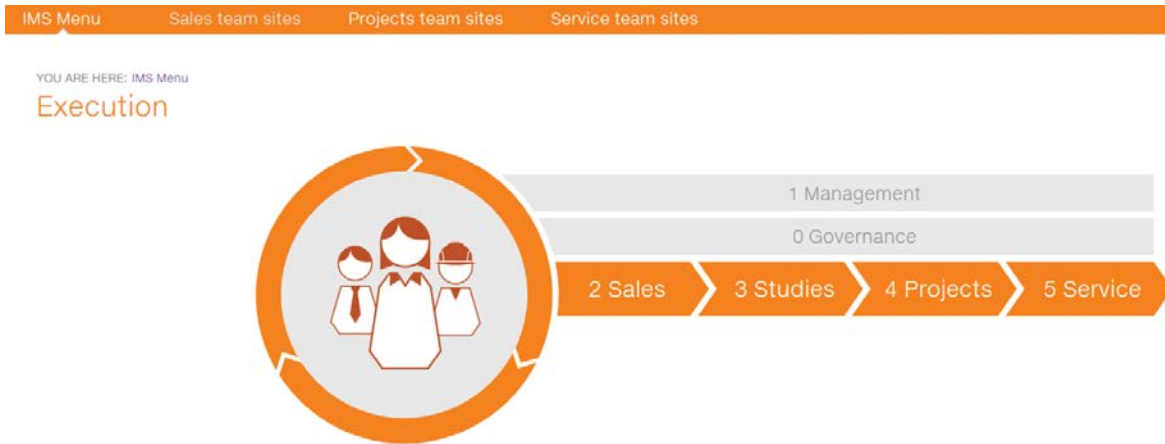 IMS Menu Sales team sites Projects team sites Service team sites
YOU ARE HERE: IMS Menu
Execution
1 Management
0 Governance
2 Sales 3 Studies 4 Projects 5 Service